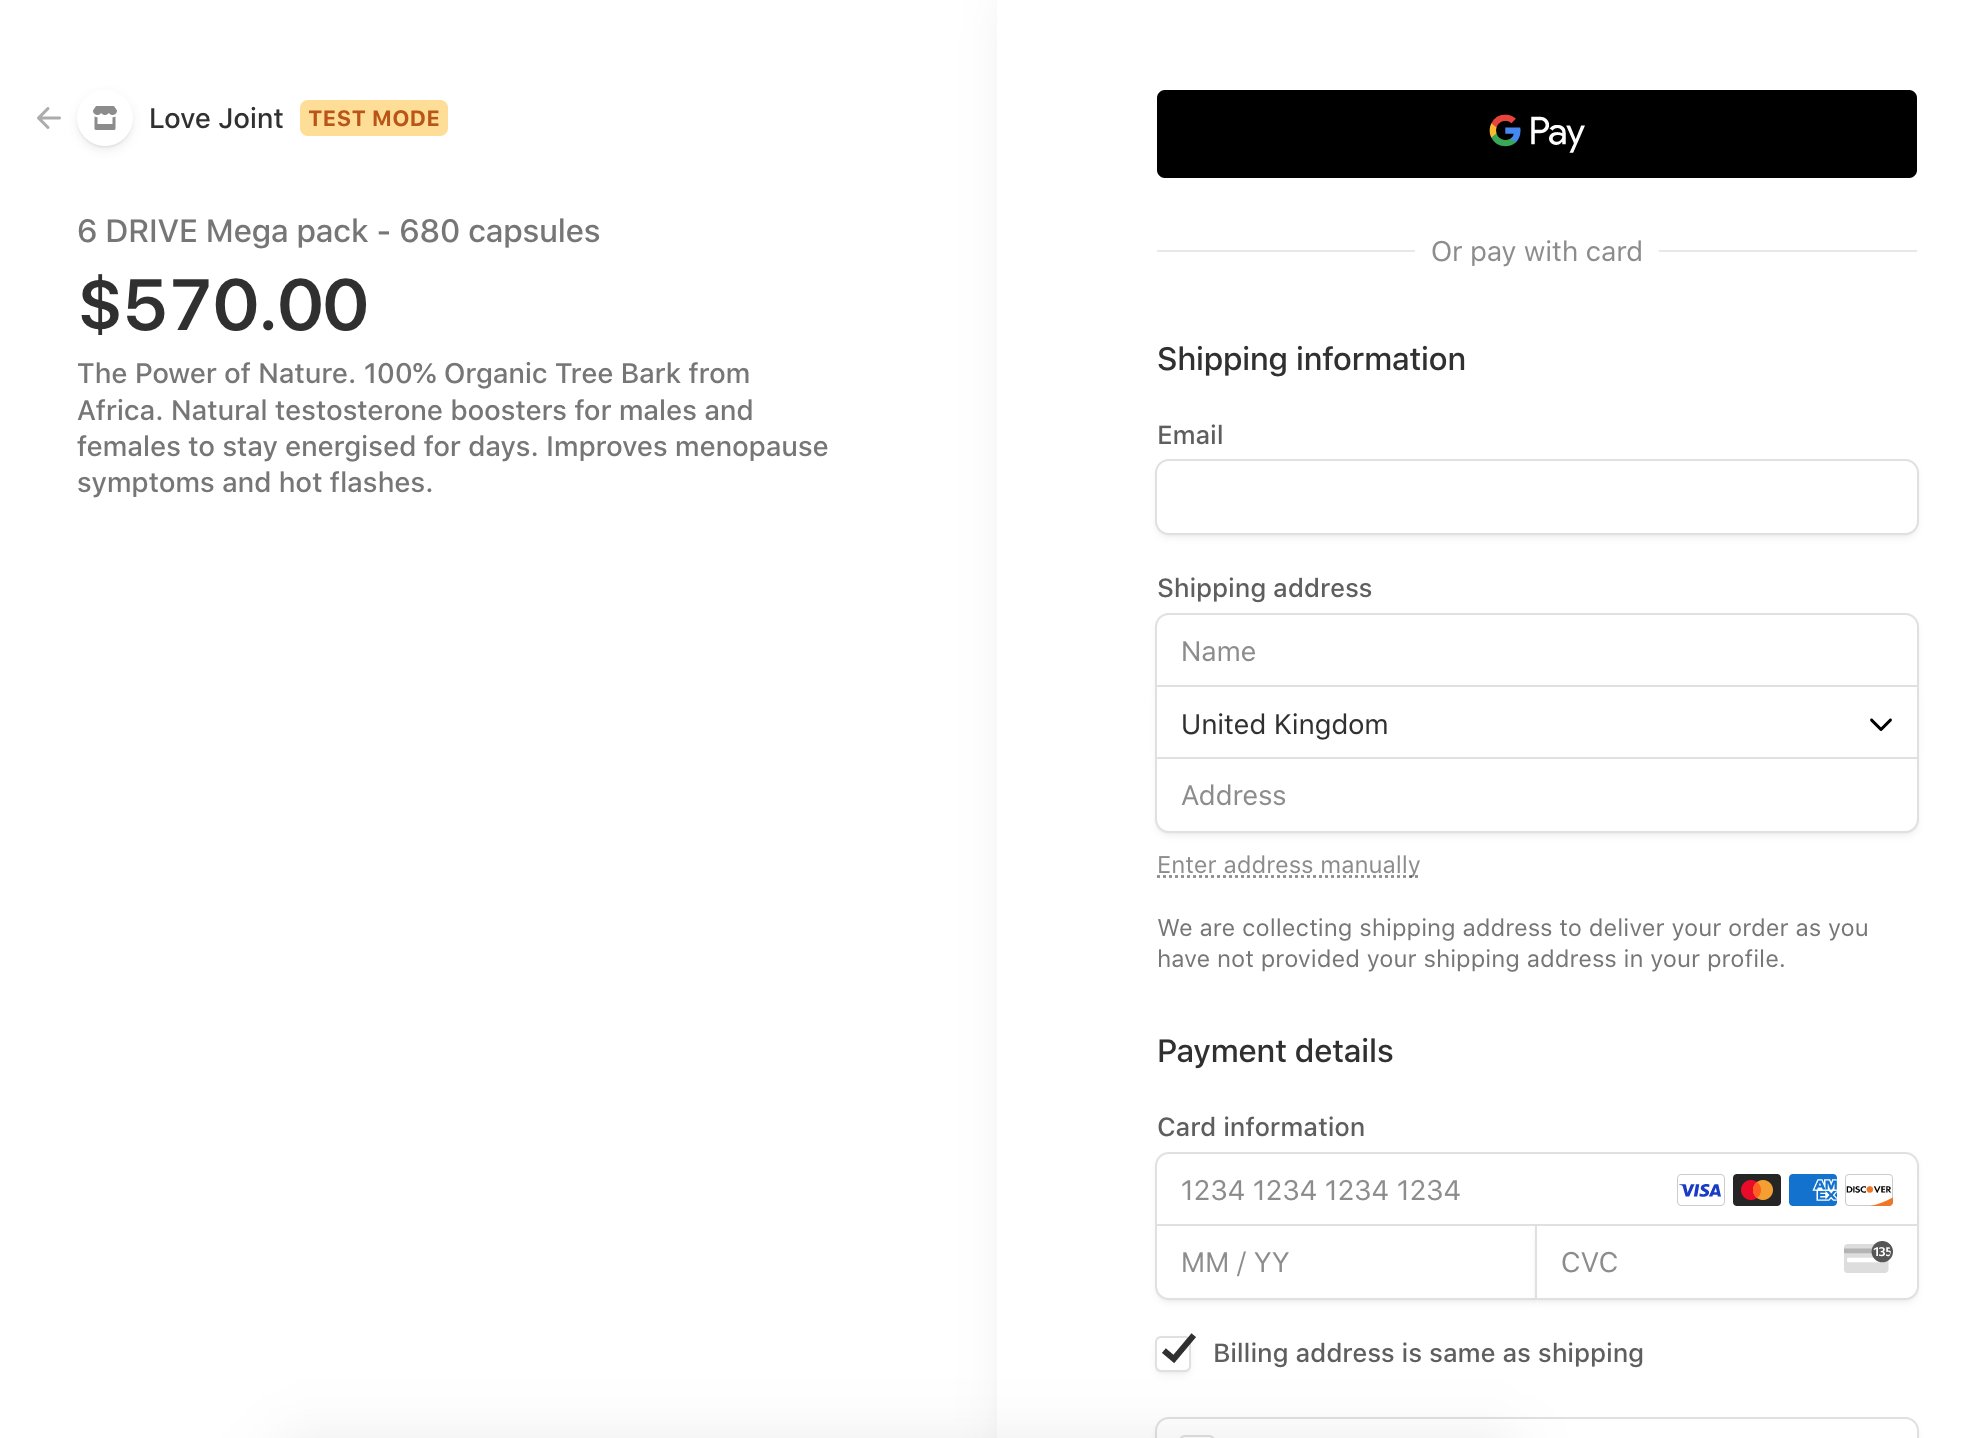 Love Joint
TEST MODE
6 DRIVE Mega pack - 680 capsules
$570.00
The Power of Nature. 100% Organic Tree Bark from
Africa. Natural testosterone boosters for males and
females to stay energised for days. Improves menopause
symptoms and hot flashes.
G Pay
Or pay with card
Shipping information
Email
Shipping address
Name
United Kingdom
Address
Enter address manually
We are collecting shipping address to deliver your order as you
have not provided your shipping address in your profile.
Payment details
Card information
1234 1234 1234 1234
VISA
AM
EX
DISCOVER
MM / YY
CVC
135
Billing address is same as shipping